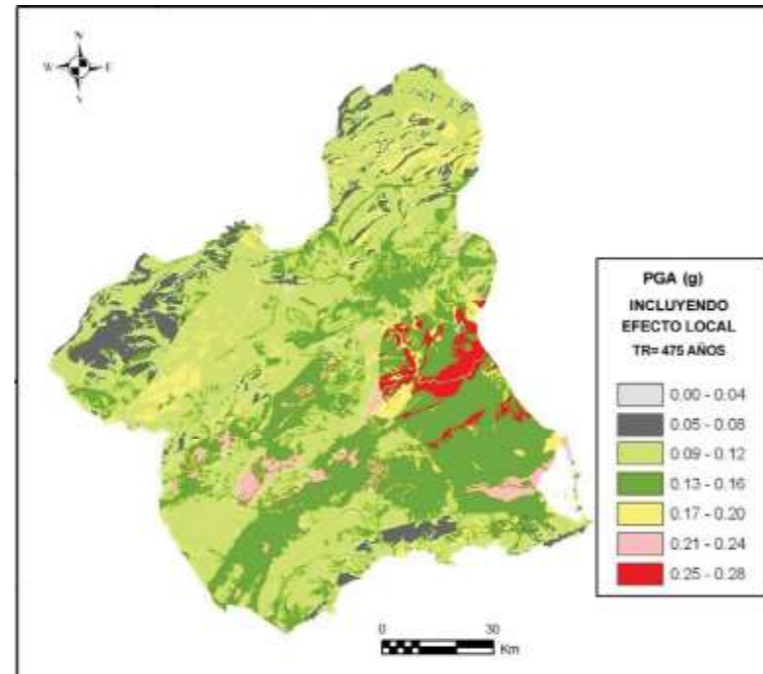 N
W E
S
PGA (g)
INCLUYENDO
EFECTO LOCAL
TR= 475 AÑOS
0.00 - 0.04
0.05 - 0.08
0.09 - 0.12
0.13 - 0.16
0.17 - 0.20
0.21 - 0.24
0.25 - 0.28
0 30
Km